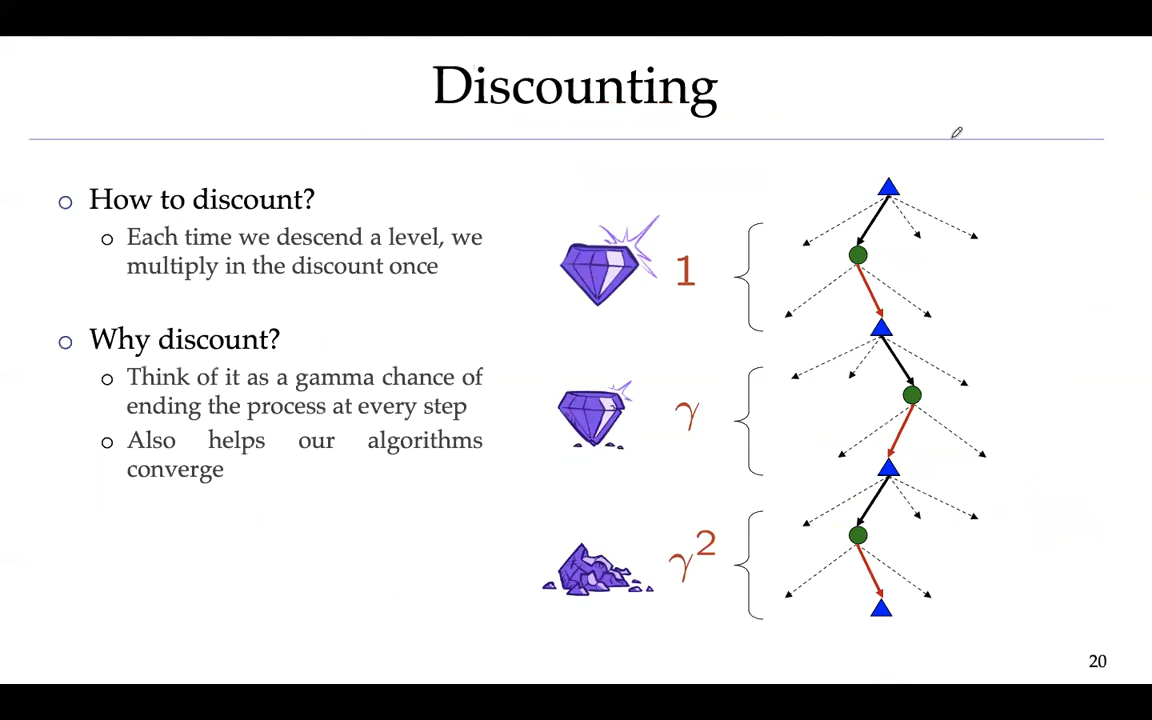 Discounting
How to discount?
Each time we descend a level, we
multiply in the discount once
Why discount?
Think of it as a gamma chance of
ending the process at every step
Also helps our algorithms
converge
1
γ
γ²
20